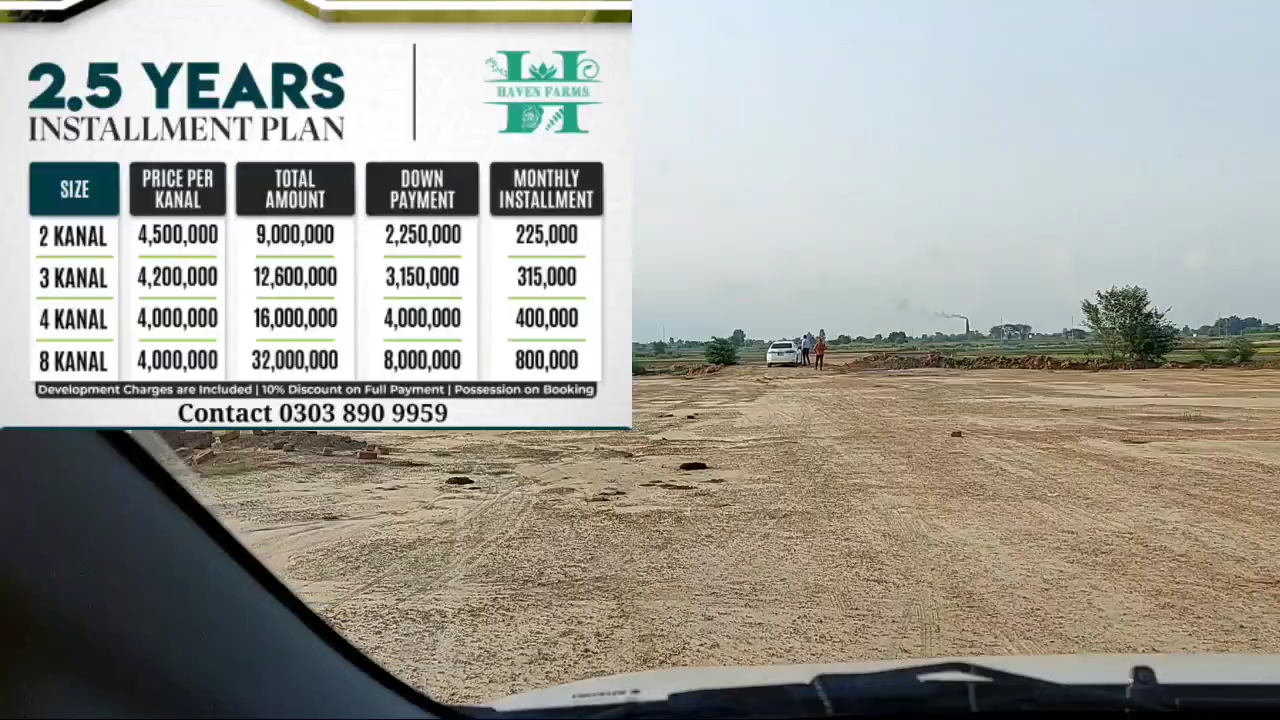 2.5 YEARS
INSTALLMENT PLAN
HAVEN FARMS
SIZE PRICE PER KANAL TOTAL AMOUNT DOWN PAYMENT MONTHLY INSTALLMENT
2 KANAL 4,500,000 9,000,000 2,250,000 225,000
3 KANAL 4,200,000 12,600,000 3,150,000 315,000
4 KANAL 4,000,000 16,000,000 4,000,000 400,000
8 KANAL 4,000,000 32,000,000 8,000,000 800,000
Development Charges are Included | 10% Discount on Full Payment | Possession on Booking
Contact 0303 890 9959